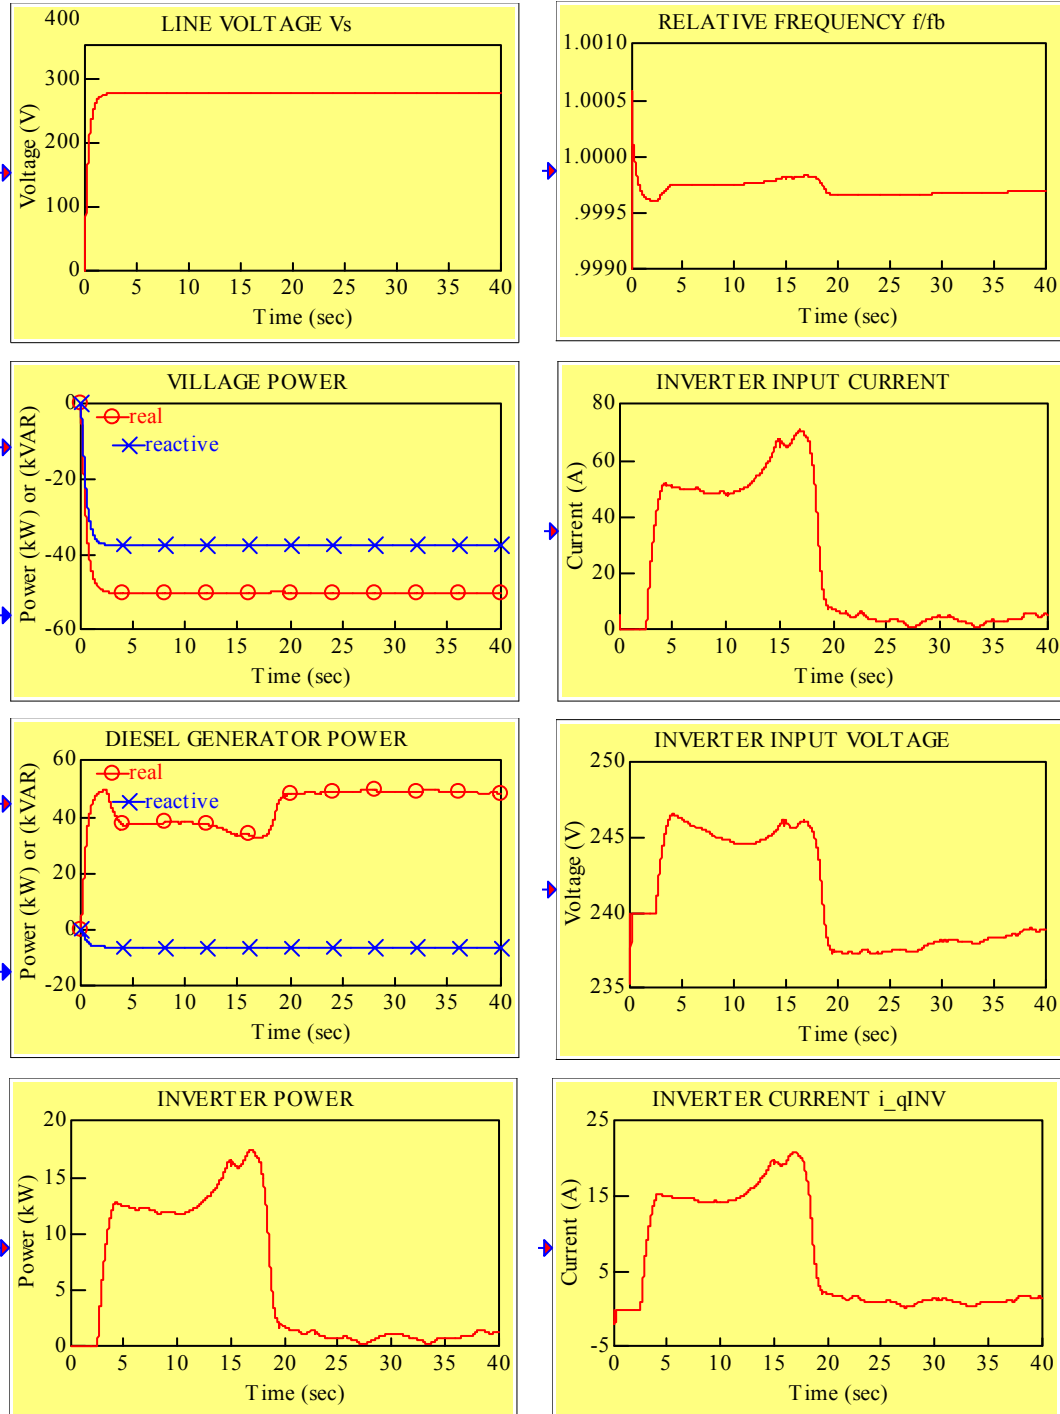 LINE VOLTAGE Vs
400
300
200
100
0
Voltage (V)
0 5 10 15 20 25 30 35 40
Time (sec)
RELATIVE FREQUENCY f/fb
1.0010
1.0005
1.0000
.9995
.9990
0 5 10 15 20 25 30 35 40
Time (sec)
VILLAGE POWER
0
-20
-40
-60
Power (kW) or (kVAR)
real
reactive
0 5 10 15 20 25 30 35 40
Time (sec)
INVERTER INPUT CURRENT
80
60
40
20
0
Current (A)
0 5 10 15 20 25 30 35 40
Time (sec)
DIESEL GENERATOR POWER
60
40
20
0
-20
Power (kW) or (kVAR)
real
reactive
0 5 10 15 20 25 30 35 40
Time (sec)
INVERTER INPUT VOLTAGE
250
245
240
235
Voltage (V)
0 5 10 15 20 25 30 35 40
Time (sec)
INVERTER POWER
20
15
10
5
0
Power (kW)
0 5 10 15 20 25 30 35 40
Time (sec)
INVERTER CURRENT i_qINV
25
15
5
-5
Current (A)
0 5 10 15 20 25 30 35 40
Time (sec)